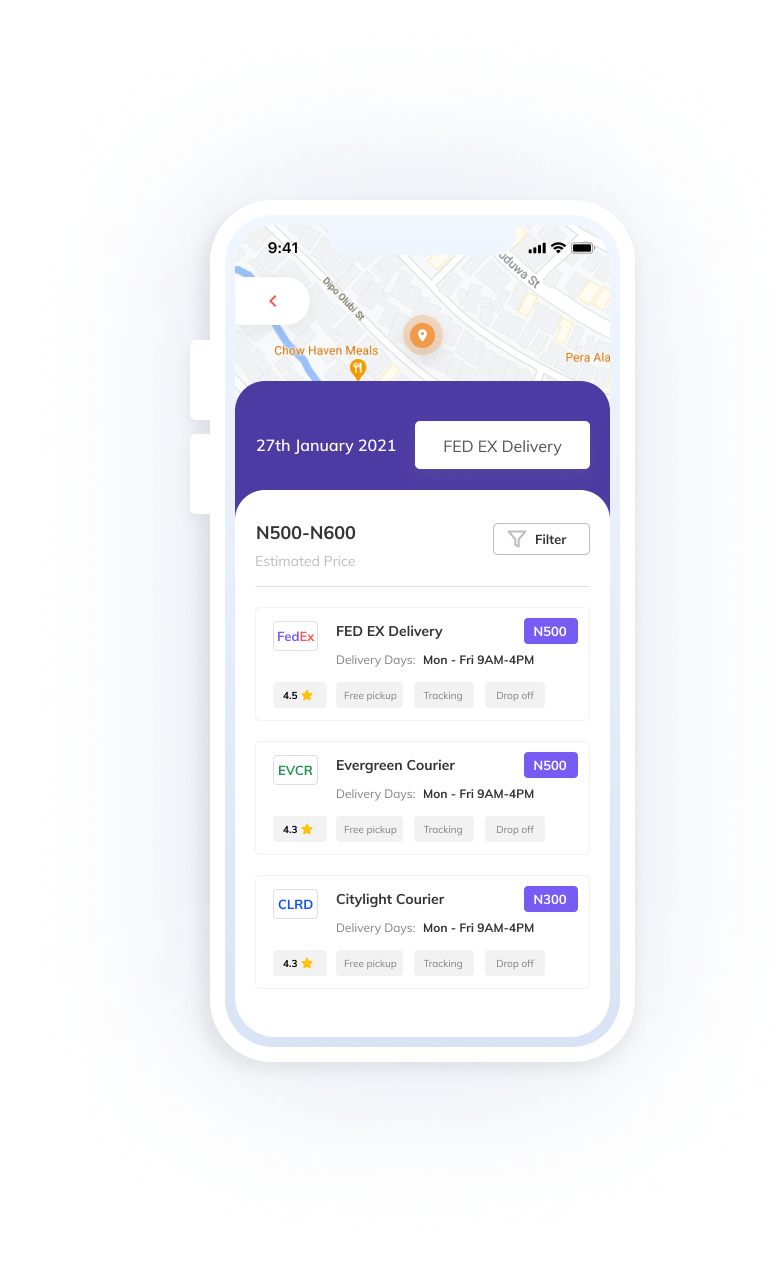 9:41
duwa St
Dipo Olubi St
Chow Haven Meals
Pera Ala
27th January 2021
FED EX Delivery
N500-N600
Filter
Estimated Price
FedEx
FED EX Delivery
N500
Delivery Days: Mon - Fri 9AM-4PM
4.5
Free pickup
Tracking
Drop off
EVCR
Evergreen Courier
N500
Delivery Days: Mon - Fri 9AM-4PM
4.3
Free pickup
Tracking
Drop off
CLRD
Citylight Courier
N300
Delivery Days: Mon - Fri 9AM-4PM
4.3
Free pickup
Tracking
Drop off